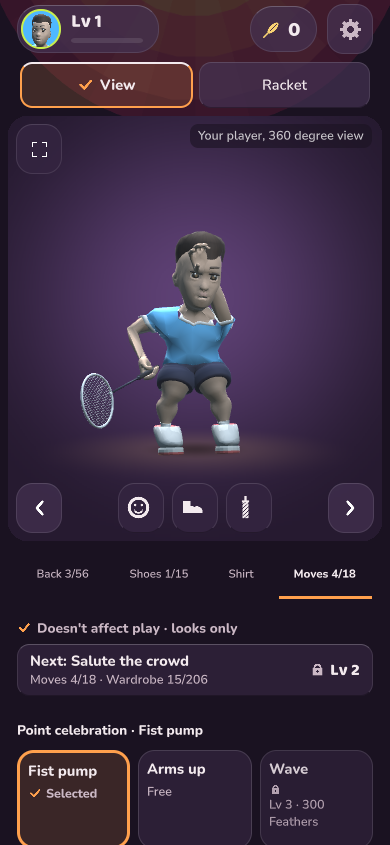 Lv 1
0
View
Racket
Your player, 360 degree view
Back 3/56
Shoes 1/15
Shirt
Moves 4/18
Doesn't affect play · looks only
Next: Salute the crowd
Moves 4/18 · Wardrobe 15/206
Lv 2
Point celebration · Fist pump
Fist pump
Selected
Arms up
Free
Wave
Lv 3 · 300
Feathers